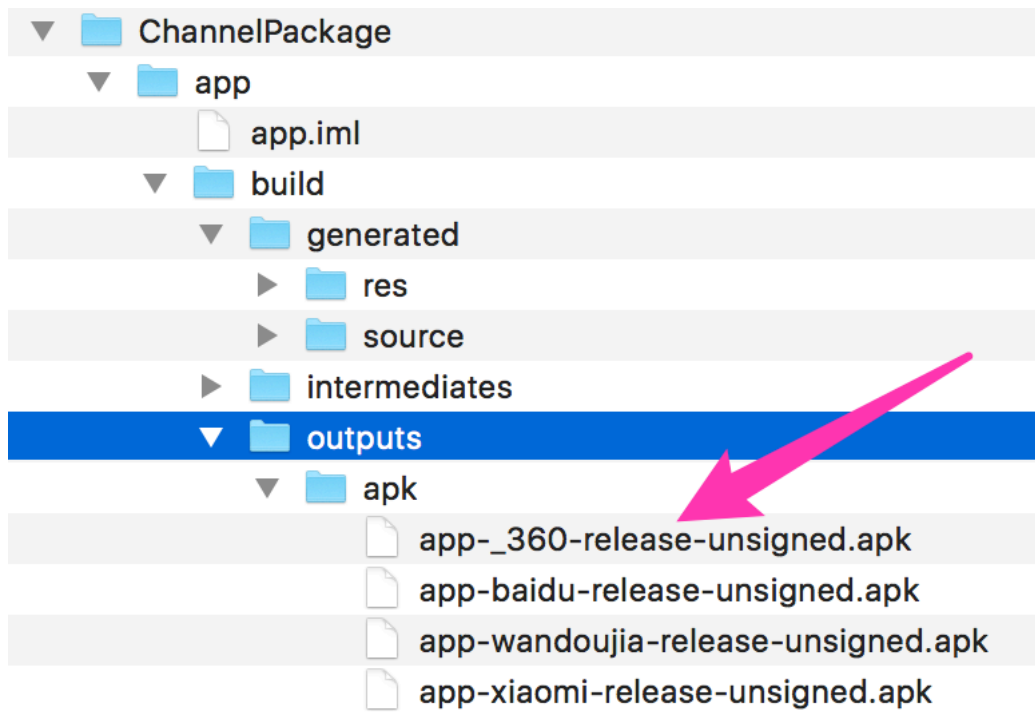 ChannelPackage
app
app.iml
build
generated
res
source
intermediates
outputs
apk
app-_360-release-unsigned.apk
app-baidu-release-unsigned.apk
app-wandoujia-release-unsigned.apk
app-xiaomi-release-unsigned.apk